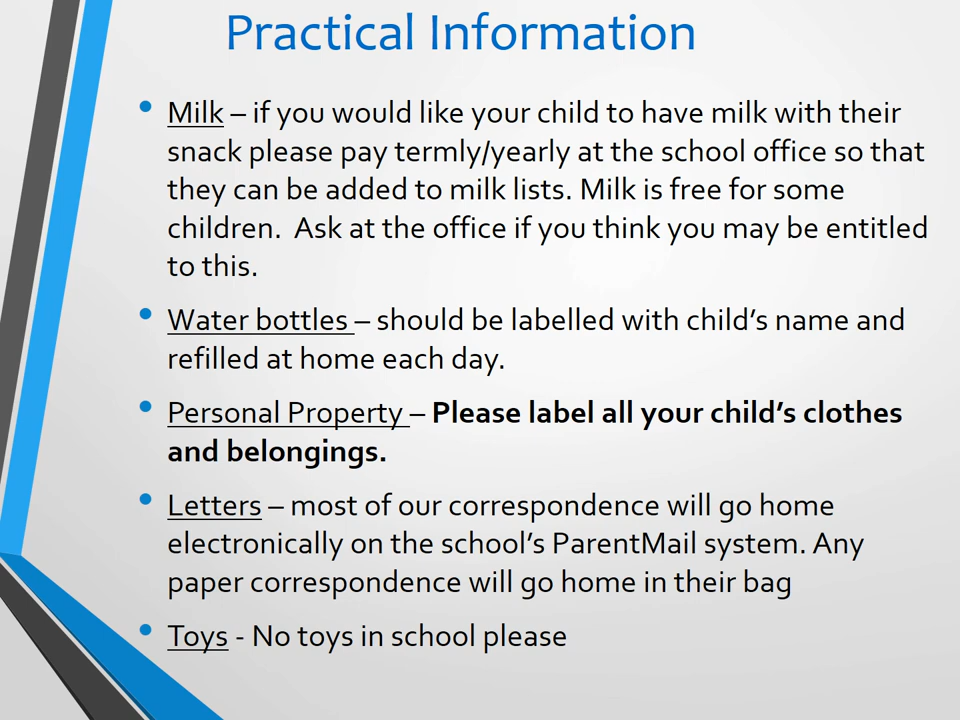 Practical Information
• Milk – if you would like your child to have milk with their
snack please pay termly/yearly at the school office so that
they can be added to milk lists. Milk is free for some
children.  Ask at the office if you think you may be entitled
to this.
• Water bottles – should be labelled with child’s name and
refilled at home each day.
• Personal Property – Please label all your child’s clothes
and belongings.
• Letters – most of our correspondence will go home
electronically on the school’s ParentMail system. Any
paper correspondence will go home in their bag
• Toys - No toys in school please